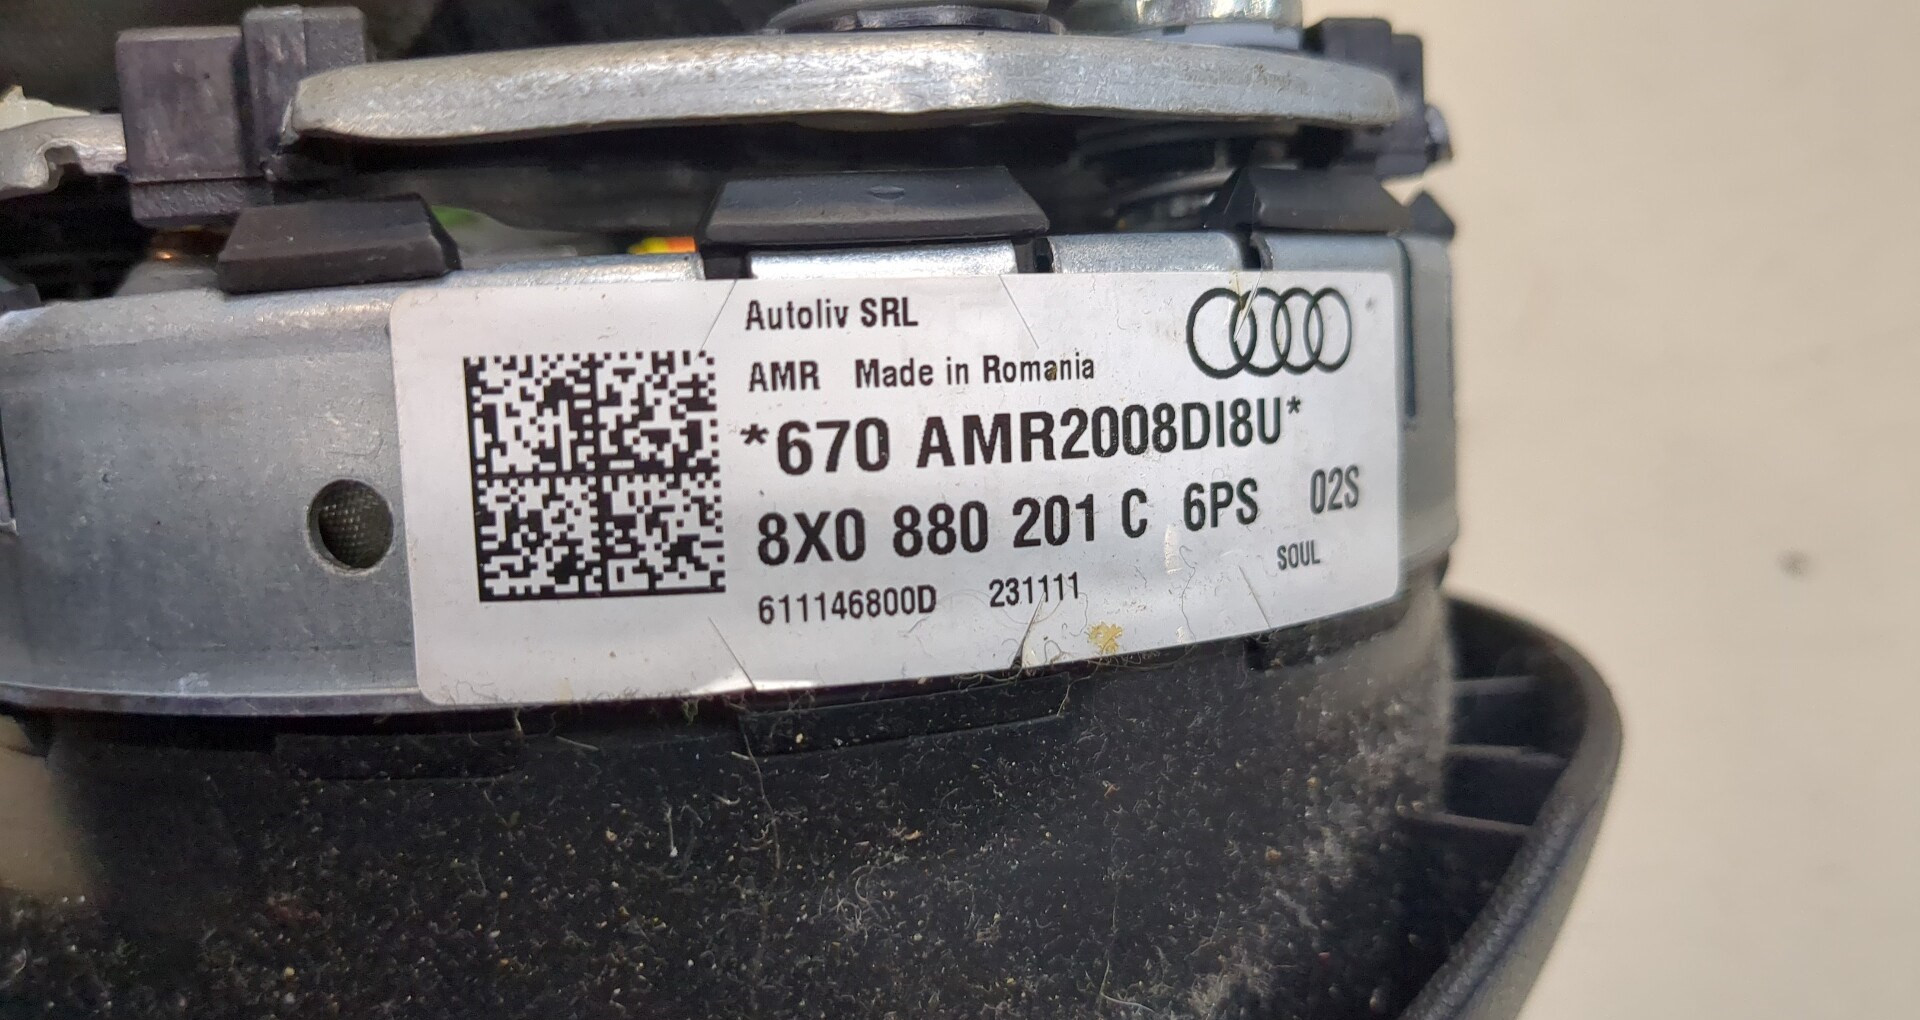 Autoliv SRL
AMR Made in Romania
*670 AMR2008DI8U*
8X0 880 201 C 6PS 02S
SOUL
611146800D 231111